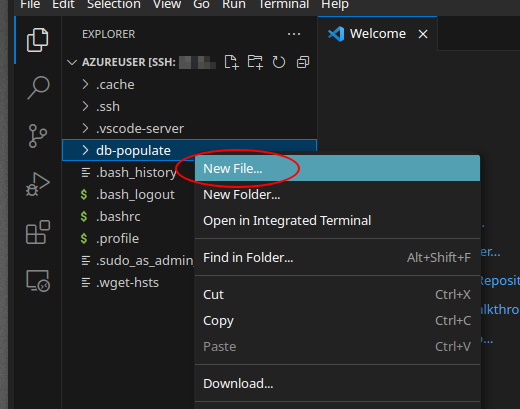 File Edit Selection View Go Run Terminal Help
EXPLORER
Welcome
AZUREUSER [SSH:
.cache
.ssh
.vscode-server
db-populate
.bash_history
.bash_logout
.bashrc
.profile
.sudo_as_admin_
.wget-hsts
New File...
New Folder...
Open in Integrated Terminal
Find in Folder... Alt+Shift+F
Cut Ctrl+X
Copy Ctrl+C
Paste Ctrl+V
Download...
er...
Reposit
lkthro
o...